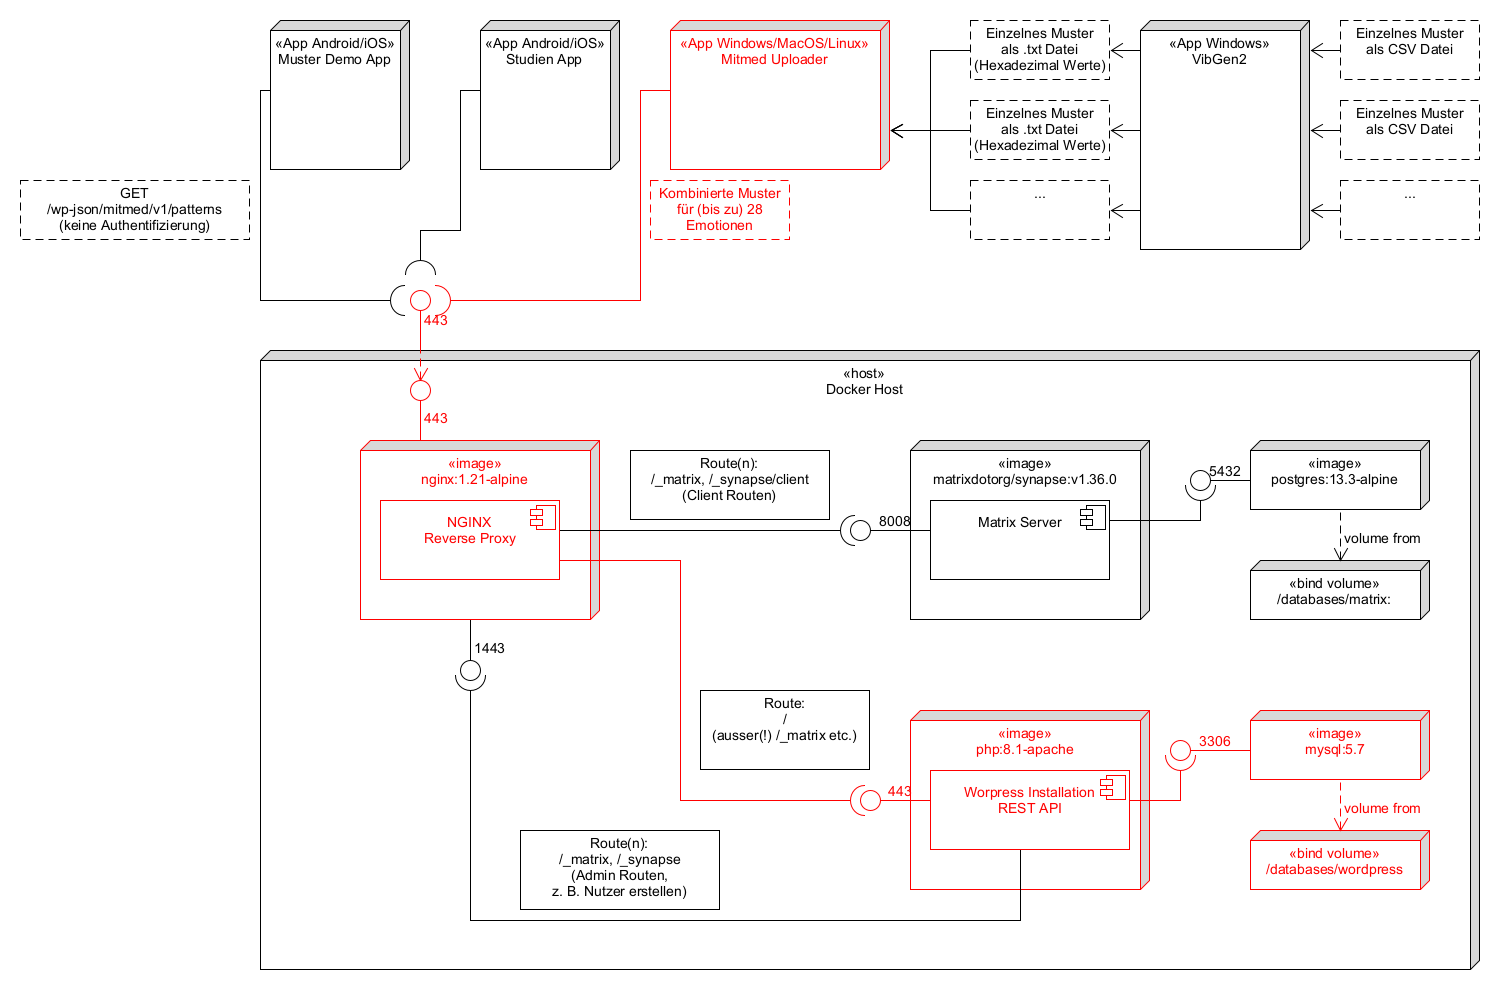 «App Android/iOS»
Muster Demo App
«App Android/iOS»
Studien App
«App Windows/MacOS/Linux»
Mitmed Uploader
Einzelnes Muster
als .txt Datei
(Hexadezimal Werte)
«App Windows»
VibGen2
Einzelnes Muster
als CSV Datei
Einzelnes Muster
als .txt Datei
(Hexadezimal Werte)
Einzelnes Muster
als CSV Datei
GET
/wp-json/mitmed/v1/patterns
(keine Authentifizierung)
Kombinierte Muster
für (bis zu) 28
Emotionen
...
...
443
«host»
Docker Host
443
«image»
nginx:1.21-alpine
NGINX
Reverse Proxy
Route(n):
/_matrix, /_synapse/client
(Client Routen)
8008
«image»
matrixdotorg/synapse:v1.36.0
Matrix Server
5432
«image»
postgres:13.3-alpine
volume from
«bind volume»
/databases/matrix:
1443
Route:
/
(ausser(!) /_matrix etc.)
443
«image»
php:8.1-apache
Worpress Installation
REST API
3306
«image»
mysql:5.7
volume from
«bind volume»
/databases/wordpress
Route(n):
/_matrix, /_synapse
(Admin Routen,
z. B. Nutzer erstellen)